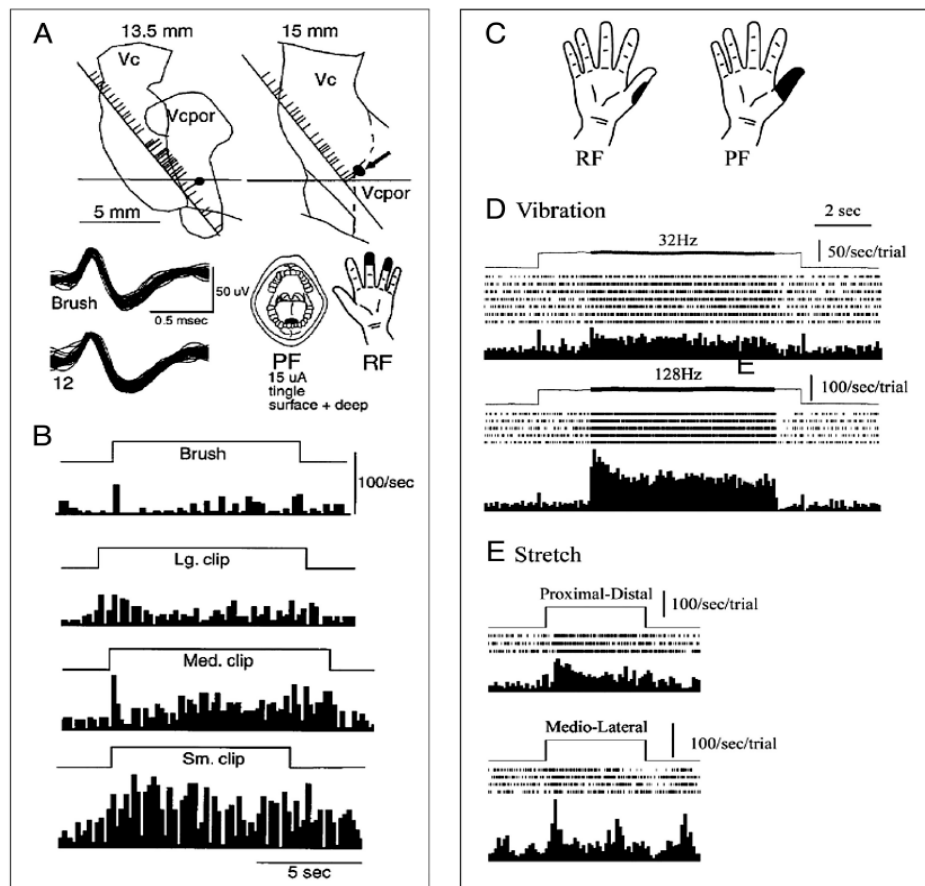 A
13.5 mm
15 mm
Vc
Vc
Vcpor
Vcpor
5 mm
Brush
50 uV
0.5 msec
12
PF
RF
15 uA
tingle
surface + deep
B
Brush
100/sec
Lg. clip
Med. clip
Sm. clip
5 sec
C
RF
PF
D Vibration
2 sec
32Hz
50/sec/trial
E
128Hz
100/sec/trial
E Stretch
Proximal-Distal
100/sec/trial
Medio-Lateral
100/sec/trial